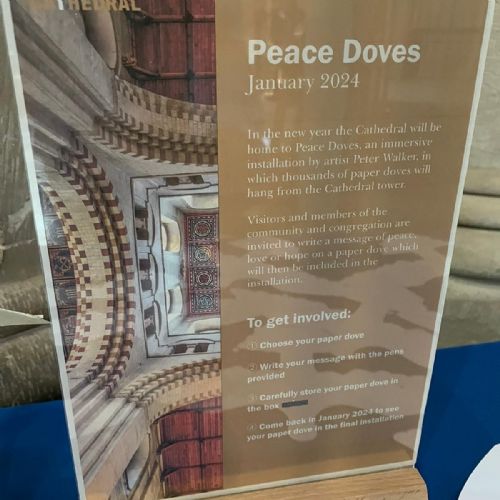 CATHEDRAL
Peace Doves
January 2024
In the new year the Cathedral will be
home to Peace Doves, an immersive
installation by artist Peter Walker, in
which thousands of paper doves will
hang from the Cathedral tower.
Visitors and members of the
community and congregation are
invited to write a message of peace,
love or hope on a paper dove which
will then be included in the
installation.
To get involved:
① Choose your paper dove
② Write your message with the pens
provided
③ Carefully store your paper dove in
the box
④ Come back in January 2024 to see
your paper dove in the final installation